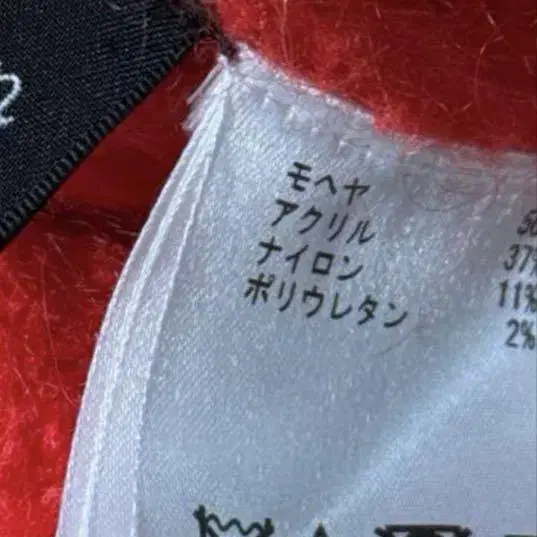 モヘヤ 50
アクリル 37%
ナイロン 11%
ポリウレタン 2%